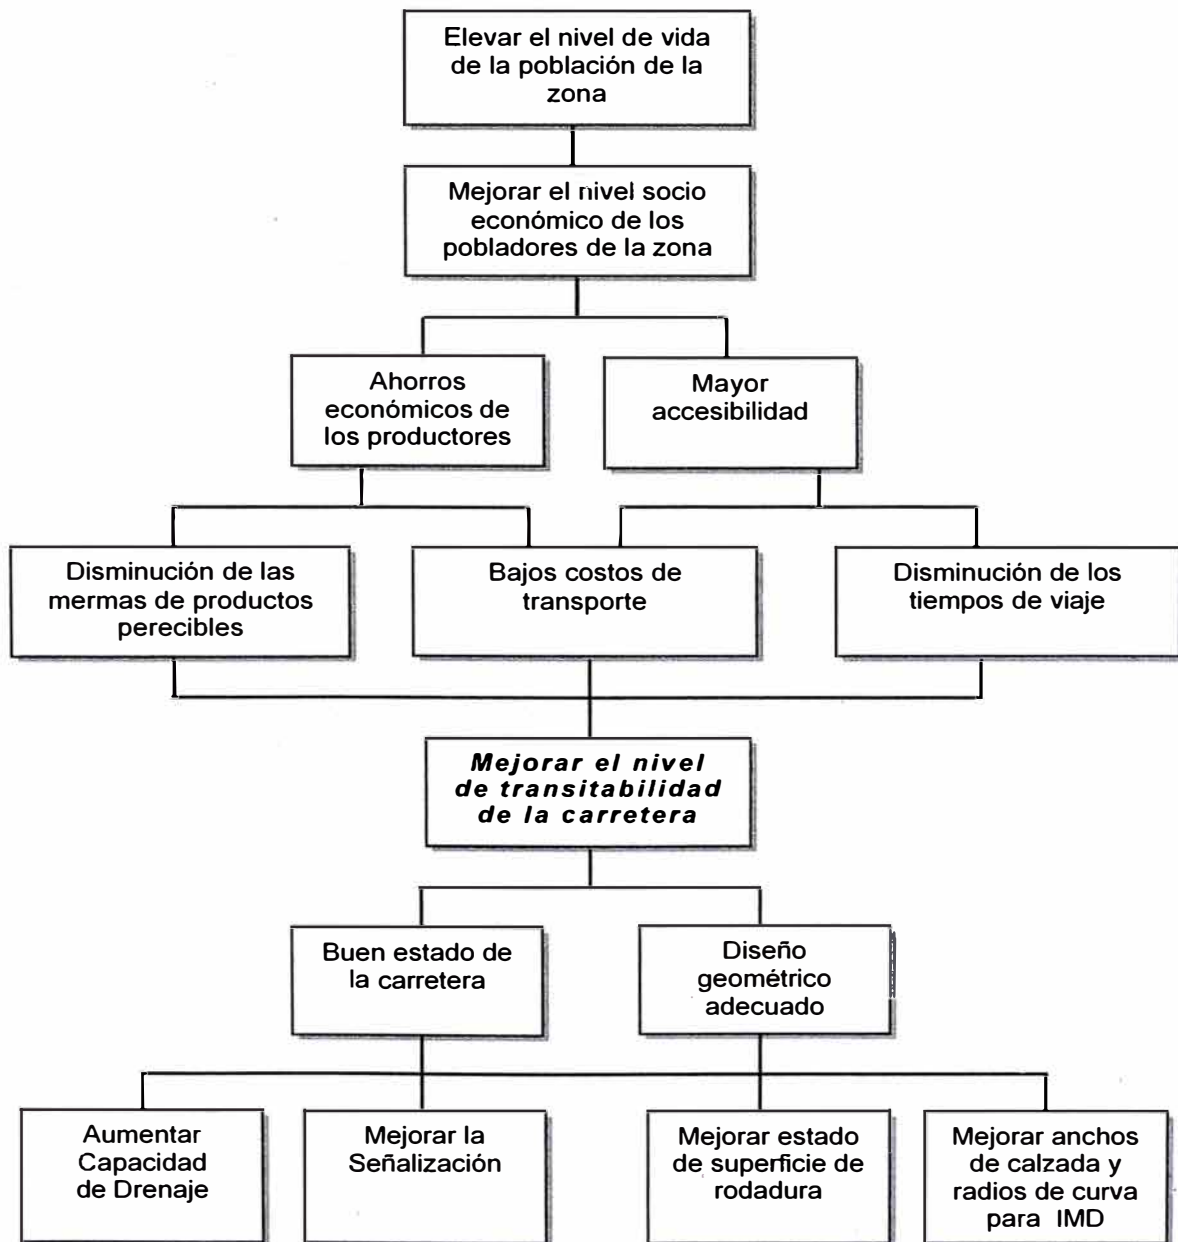 Elevar el nivel de vida
de la población de la
zona
Mejorar el nivel socio
económico de los
pobladores de la zona
Ahorros
económicos de
los productores
Mayor
accesibilidad
Disminución de las
mermas de productos
perecibles
Bajos costos de
transporte
Disminución de los
tiempos de viaje
Mejorar el nivel
de transitabilidad
de la carretera
Buen estado de
la carretera
Diseño
geométrico
adecuado
Aumentar
Capacidad
de Drenaje
Mejorar la
Señalización
Mejorar estado
de superficie de
rodadura
Mejorar anchos
de calzada y
radios de curva
para IMD